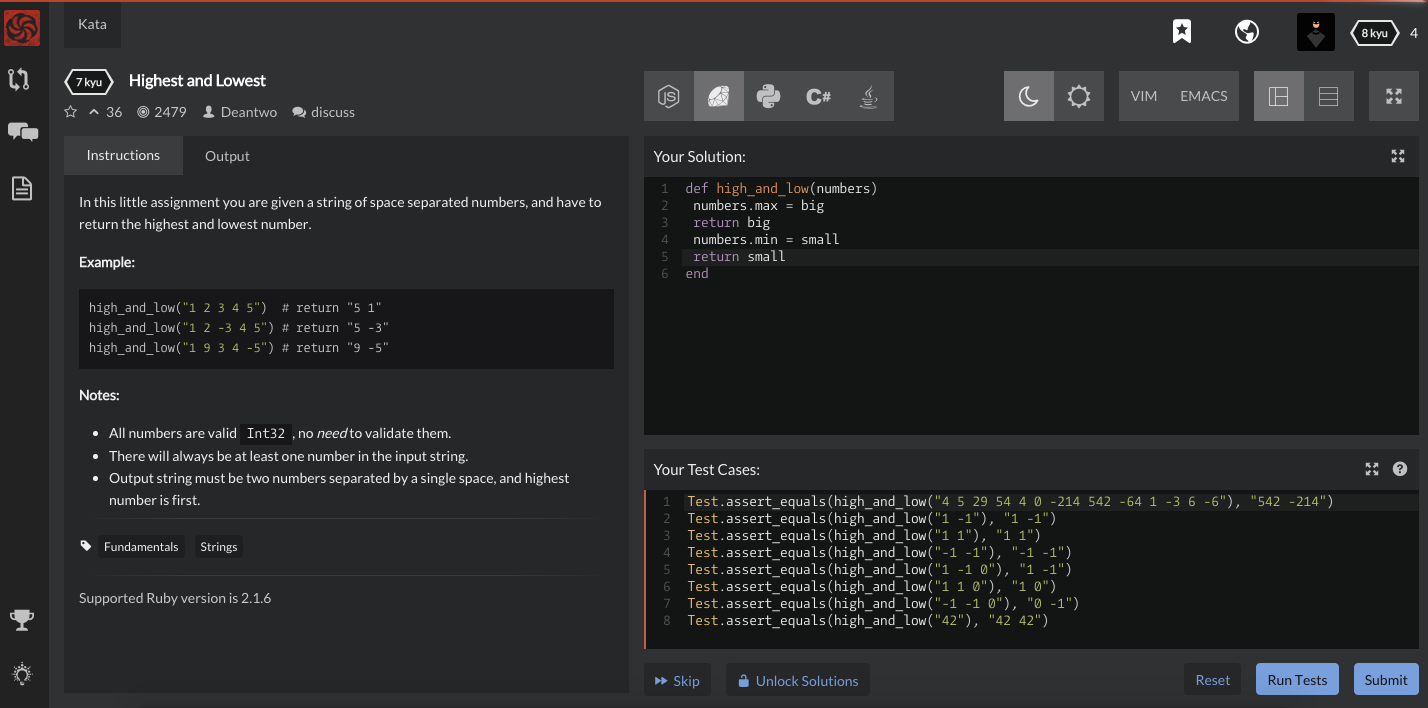 Kata
8 kyu 4
7 kyu Highest and Lowest
36 2479 Deantwo discuss
Instructions Output
In this little assignment you are given a string of space separated numbers, and have to
return the highest and lowest number.
Example:
high_and_low("1 2 3 4 5")  # return "5 1"
high_and_low("1 2 -3 4 5") # return "5 -3"
high_and_low("1 9 3 4 -5") # return "9 -5"
Notes:
• All numbers are valid Int32, no need to validate them.
• There will always be at least one number in the input string.
• Output string must be two numbers separated by a single space, and highest
number is first.
Fundamentals Strings
Supported Ruby version is 2.1.6
JS C# VIM EMACS
Your Solution:
1 def high_and_low(numbers)
2  numbers.max = big
3  return big
4  numbers.min = small
5  return small
6 end
Your Test Cases:
1 Test.assert_equals(high_and_low("4 5 29 54 4 0 -214 542 -64 1 -3 6 -6"), "542 -214")
2 Test.assert_equals(high_and_low("1 -1"), "1 -1")
3 Test.assert_equals(high_and_low("1 1"), "1 1")
4 Test.assert_equals(high_and_low("-1 -1"), "-1 -1")
5 Test.assert_equals(high_and_low("1 -1 0"), "1 -1")
6 Test.assert_equals(high_and_low("1 1 0"), "1 0")
7 Test.assert_equals(high_and_low("-1 -1 0"), "0 -1")
8 Test.assert_equals(high_and_low("42"), "42 42")
Skip Unlock Solutions Reset Run Tests Submit